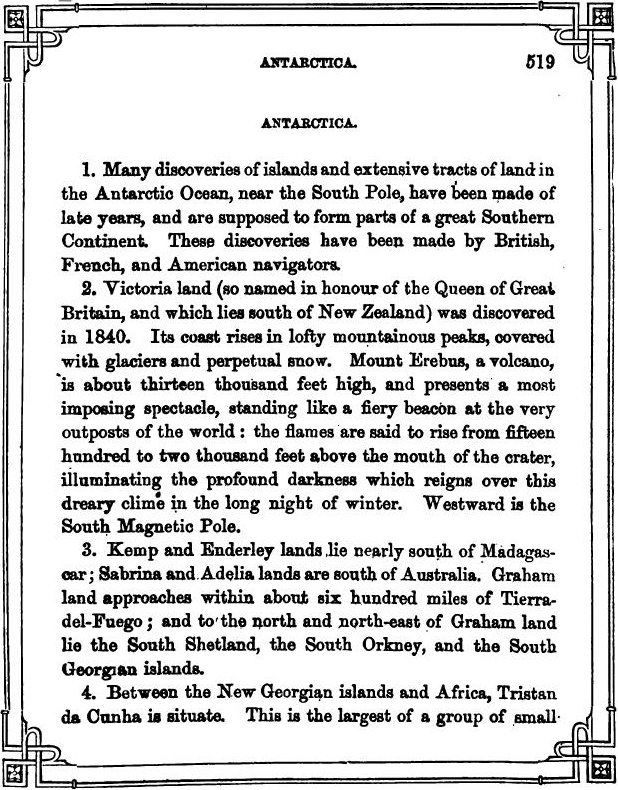 ANTARCTICA.
519
ANTARCTICA.
1. Many discoveries of islands and extensive tracts of land in
the Antarctic Ocean, near the South Pole, have been made of
late years, and are supposed to form parts of a great Southern
Continent. These discoveries have been made by British,
French, and American navigators.
2. Victoria land (so named in honour of the Queen of Great
Britain, and which lies south of New Zealand) was discovered
in 1840. Its coast rises in lofty mountainous peaks, covered
with glaciers and perpetual snow. Mount Erebus, a volcano,
is about thirteen thousand feet high, and presents a most
imposing spectacle, standing like a fiery beacon at the very
outposts of the world: the flames are said to rise from fifteen
hundred to two thousand feet above the mouth of the crater,
illuminating the profound darkness which reigns over this
dreary clime in the long night of winter. Westward is the
South Magnetic Pole.
3. Kemp and Enderley lands lie nearly south of Madagas-
car; Sabrina and Adelia lands are south of Australia. Graham
land approaches within about six hundred miles of Tierra-
del-Fuego; and to the north and north-east of Graham land
lie the South Shetland, the South Orkney, and the South
Georgian islands.
4. Between the New Georgian islands and Africa, Tristan
da Cunha is situate. This is the largest of a group of small